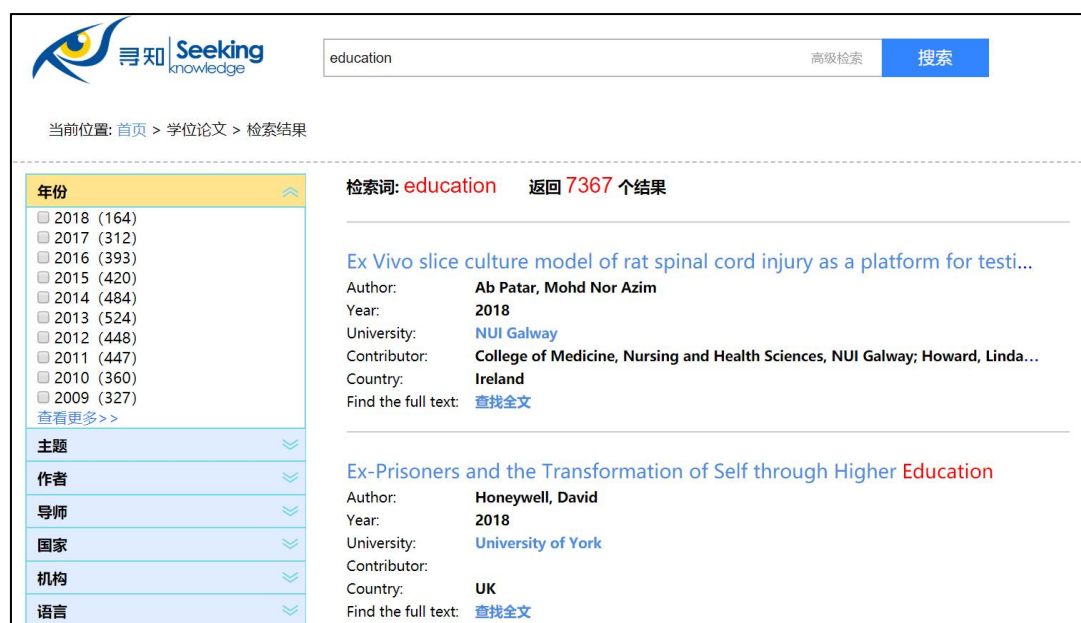 寻知 Seeking knowledge
education 高级检索 搜索
当前位置: 首页 > 学位论文 > 检索结果
年份
2018 (164)
2017 (312)
2016 (393)
2015 (420)
2014 (484)
2013 (524)
2012 (448)
2011 (447)
2010 (360)
2009 (327)
查看更多>>
主题
作者
导师
国家
机构
语言
检索词: education 返回 7367 个结果
Ex Vivo slice culture model of rat spinal cord injury as a platform for testi...
Author: Ab Patar, Mohd Nor Azim
Year: 2018
University: NUI Galway
Contributor: College of Medicine, Nursing and Health Sciences, NUI Galway; Howard, Linda...
Country: Ireland
Find the full text: 查找全文
Ex-Prisoners and the Transformation of Self through Higher Education
Author: Honeywell, David
Year: 2018
University: University of York
Contributor:
Country: UK
Find the full text: 查找全文